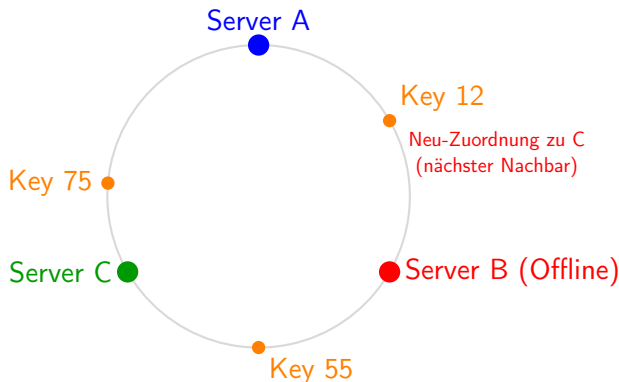 Server A
Key 12
Neu-Zuordnung zu C
(nächster Nachbar)
Key 75
Server C
Server B (Offline)
Key 55